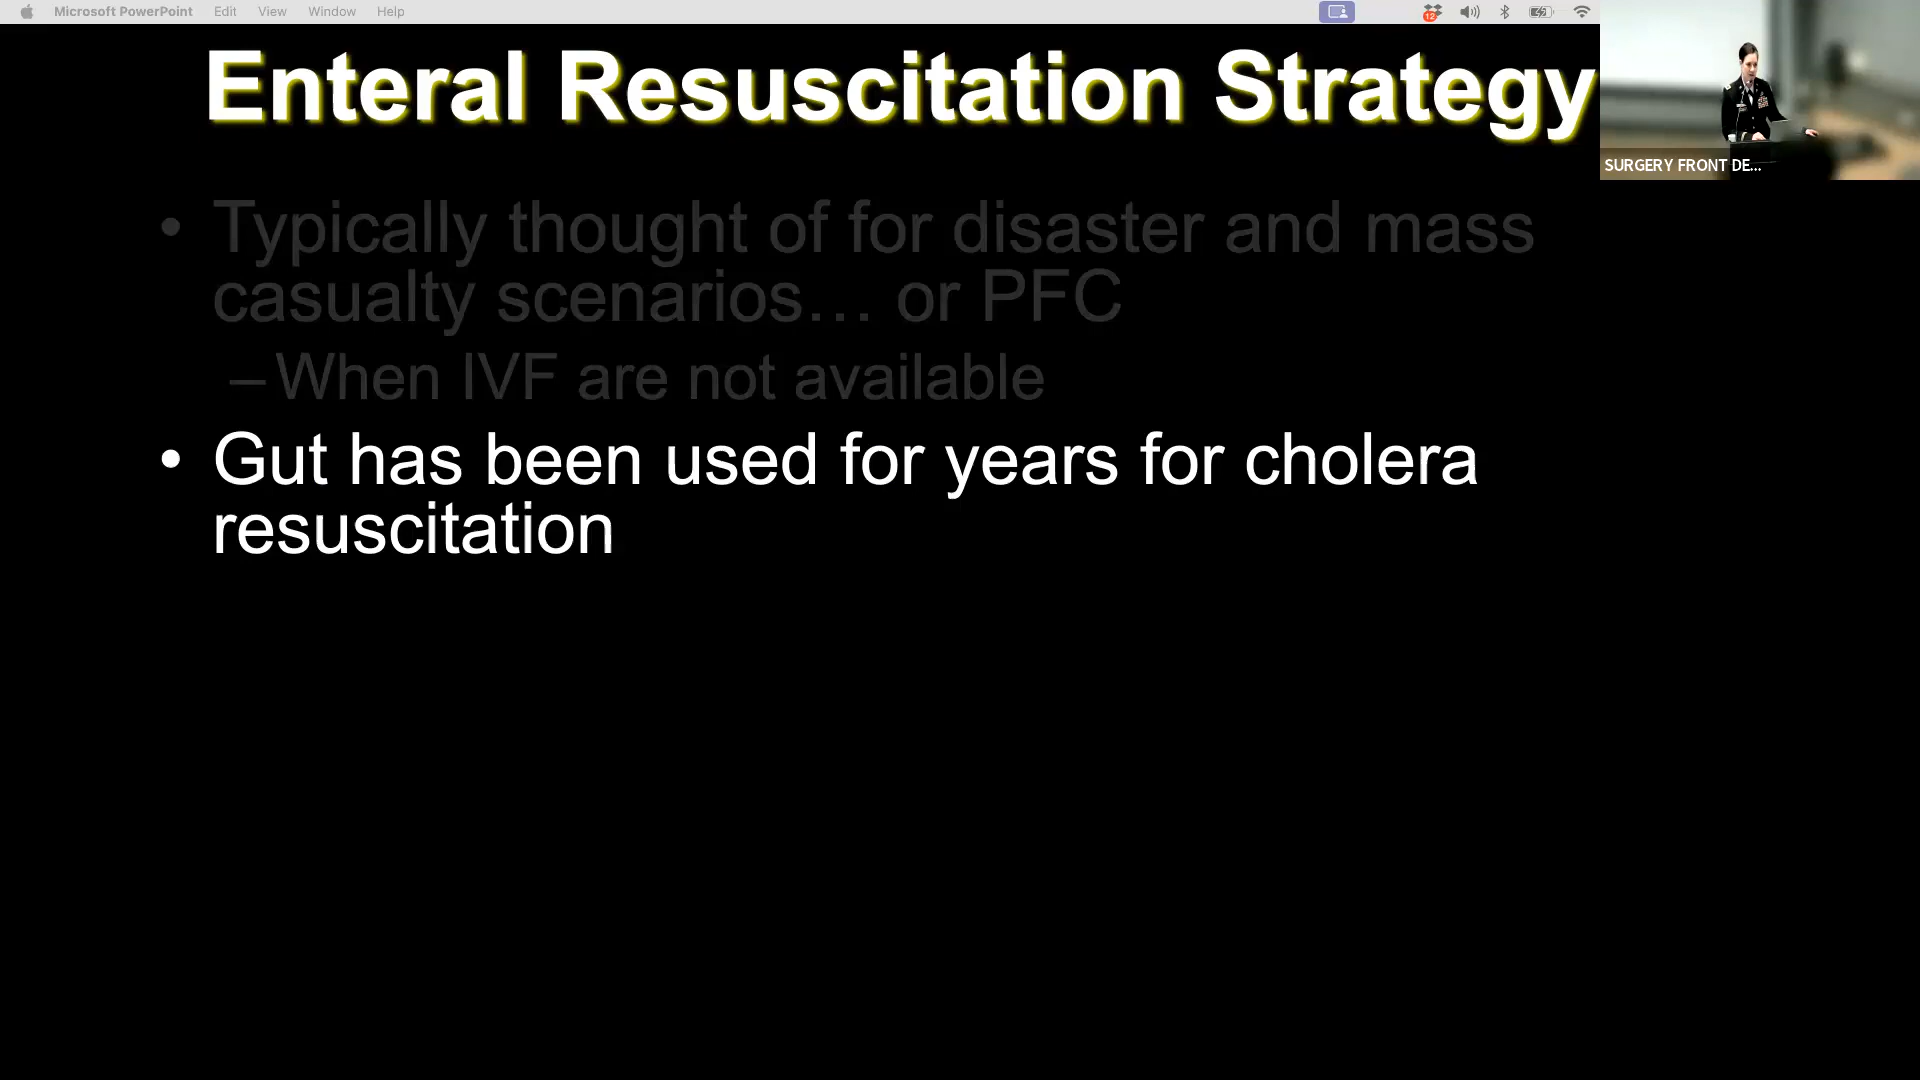 Microsoft PowerPoint Edit View Window Help
12
Enteral Resuscitation Strategy
SURGERY FRONT DE...
• Typically thought of for disaster and mass
casualty scenarios… or PFC
– When IVF are not available
• Gut has been used for years for cholera
resuscitation